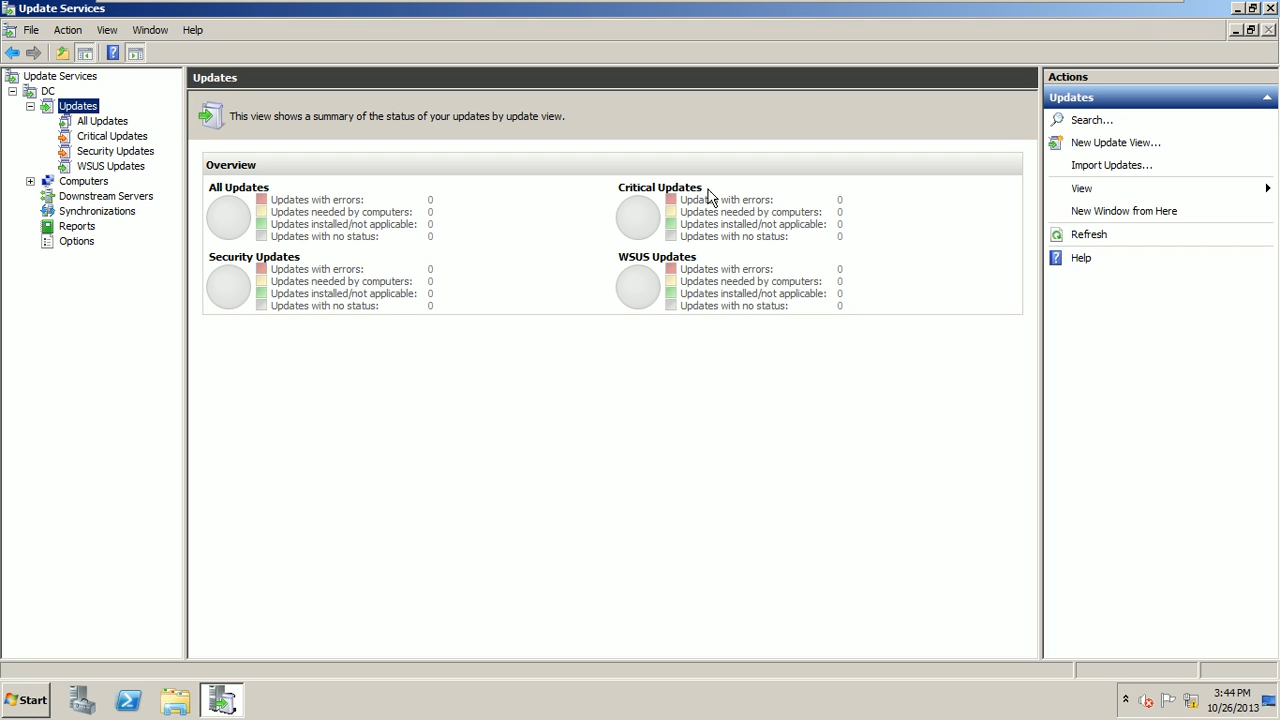 Update Services
File Action View Window Help
Update Services
DC
Updates
All Updates
Critical Updates
Security Updates
WSUS Updates
Computers
Downstream Servers
Synchronizations
Reports
Options
Updates
This view shows a summary of the status of your updates by update view.
Overview
All Updates
Updates with errors: 0
Updates needed by computers: 0
Updates installed/not applicable: 0
Updates with no status: 0
Critical Updates
Updates with errors: 0
Updates needed by computers: 0
Updates installed/not applicable: 0
Updates with no status: 0
Security Updates
Updates with errors: 0
Updates needed by computers: 0
Updates installed/not applicable: 0
Updates with no status: 0
WSUS Updates
Updates with errors: 0
Updates needed by computers: 0
Updates installed/not applicable: 0
Updates with no status: 0
Actions
Updates
Search...
New Update View...
Import Updates...
View
New Window from Here
Refresh
Help
Start
3:44 PM
10/26/2013